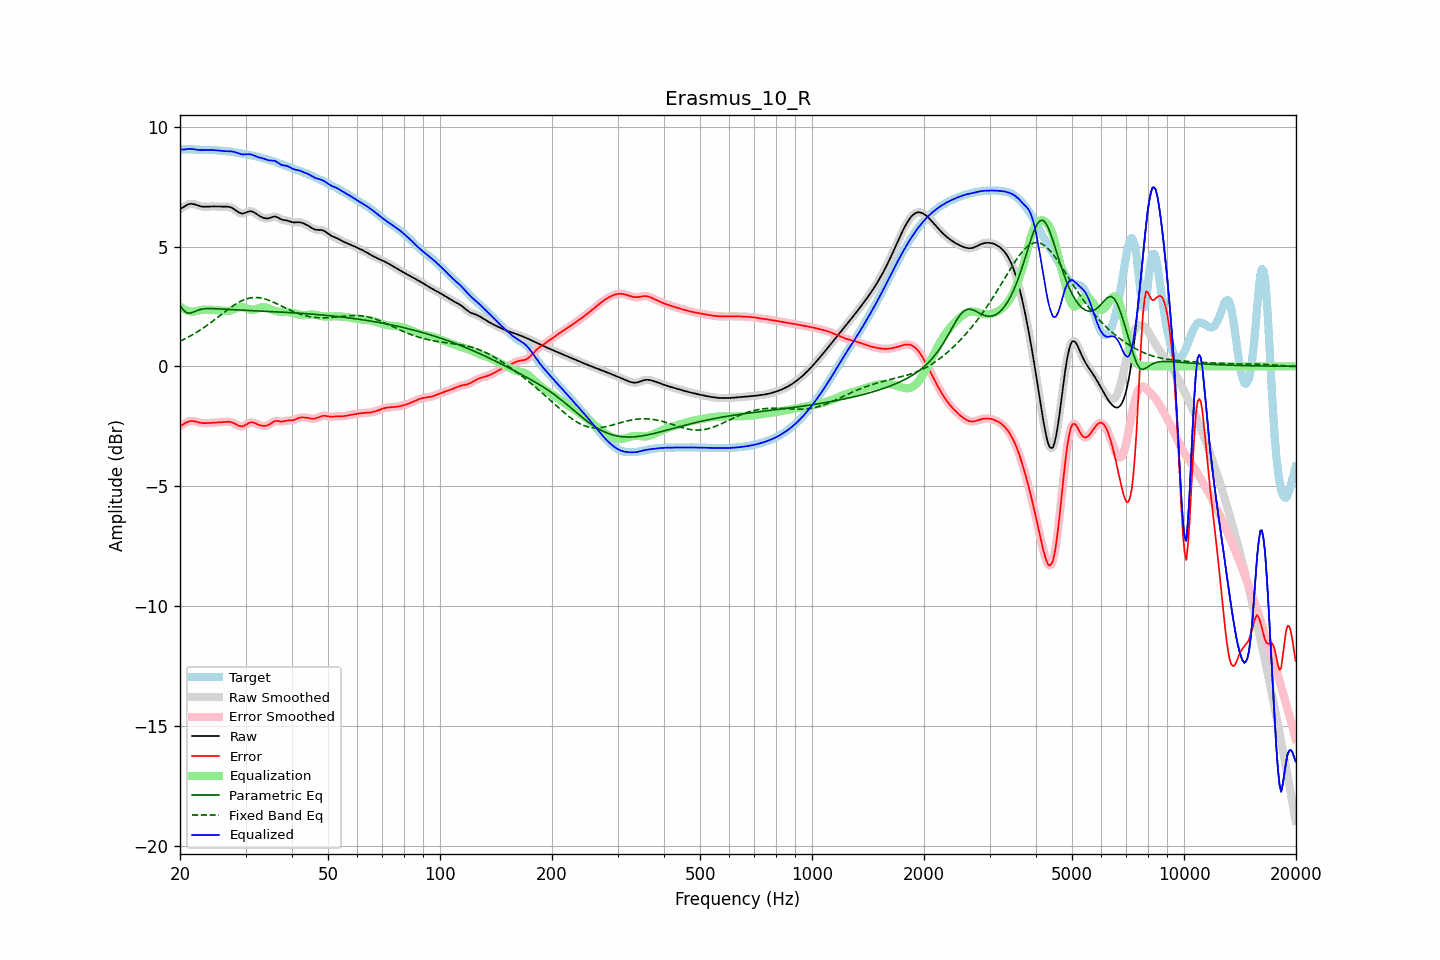 Erasmus_10_R
Amplitude (dBr)
10
5
0
−5
−10
−15
−20
Target
Raw Smoothed
Error Smoothed
Raw
Error
Equalization
Parametric Eq
Fixed Band Eq
Equalized
20 50 100 200 500 1000 2000 5000 10000 20000
Frequency (Hz)